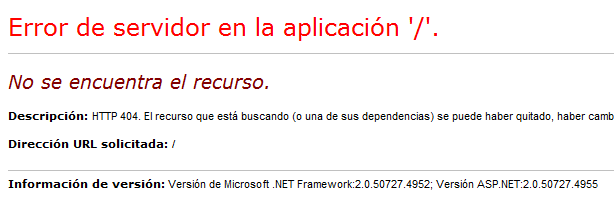 Error de servidor en la aplicación '/'.
No se encuentra el recurso.
Descripción: HTTP 404. El recurso que está buscando (o una de sus dependencias) se puede haber quitado, haber camb
Dirección URL solicitada: /
Información de versión: Versión de Microsoft .NET Framework:2.0.50727.4952; Versión ASP.NET:2.0.50727.4955